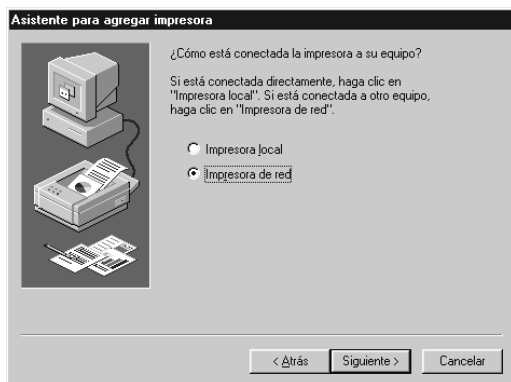 Asistente para agregar impresora
¿Cómo está conectada la impresora a su equipo?
Si está conectada directamente, haga clic en
"Impresora local". Si está conectada a otro equipo,
haga clic en "Impresora de red".
Impresora local
Impresora de red
< Atrás
Siguiente >
Cancelar